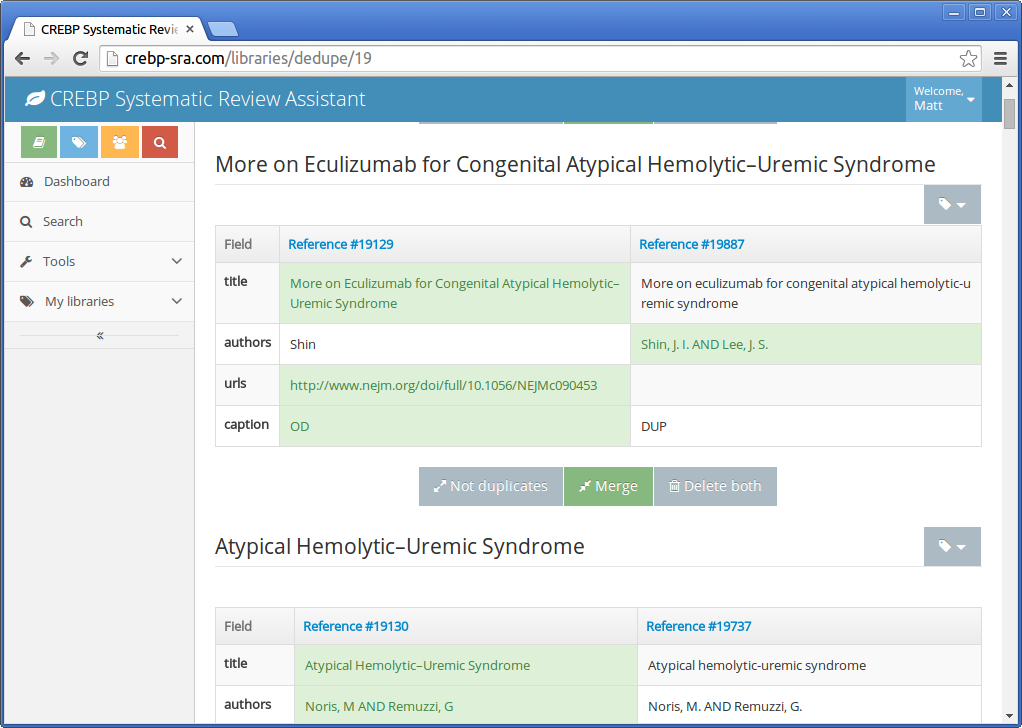 CREBP Systematic Revie
crebp-sra.com/libraries/dedupe/19
CREBP Systematic Review Assistant
Welcome,
Matt
Dashboard
Search
Tools
My libraries
More on Eculizumab for Congenital Atypical Hemolytic–Uremic Syndrome
Field Reference #19129 Reference #19887
title More on Eculizumab for Congenital Atypical Hemolytic– More on eculizumab for congenital atypical hemolytic-u
Uremic Syndrome remic syndrome
authors Shin Shin, J. I. AND Lee, J. S.
urls http://www.nejm.org/doi/full/10.1056/NEJMc090453
caption OD DUP
Not duplicates Merge Delete both
Atypical Hemolytic–Uremic Syndrome
Field Reference #19130 Reference #19737
title Atypical Hemolytic–Uremic Syndrome Atypical hemolytic-uremic syndrome
authors Noris, M AND Remuzzi, G Noris, M. AND Remuzzi, G.